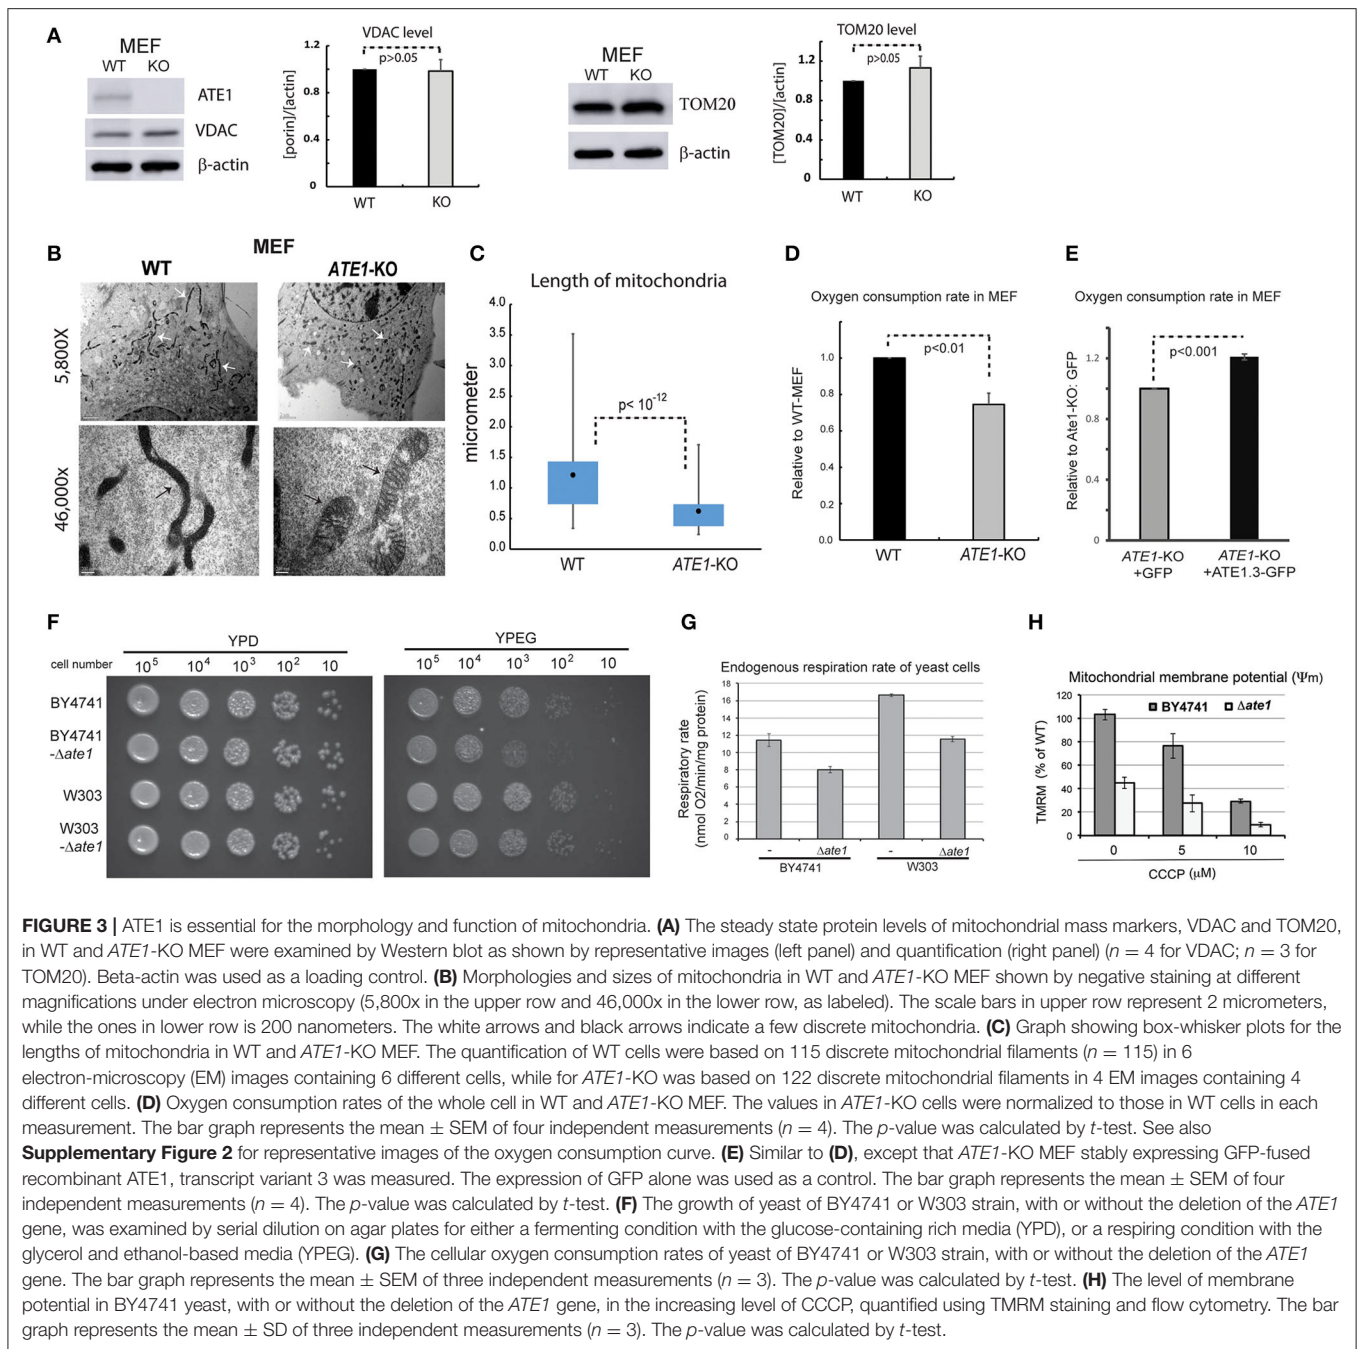 A
MEF
WT KO
ATE1
VDAC
β-actin
VDAC level
p>0.05
1.2
0.8
0.4
0
[porin]/[actin]
WT KO
MEF
WT KO
TOM20
β-actin
TOM20 level
p>0.05
1.2
0.8
0.4
0
[TOM20]/[actin]
WT KO
B
MEF
WT ATE1-KO
5,800X
46,000x
C
Length of mitochondria
micrometer
4.0
3.5
3.0
2.5
2.0
1.5
1.0
0.5
0.0
p< 10⁻¹²
WT ATE1-KO
D
Oxygen consumption rate in MEF
Relative to WT-MEF
p<0.01
1.0
0.8
0.6
0.4
0.2
0.0
WT ATE1-KO
E
Oxygen consumption rate in MEF
Relative to Ate1-KO: GFP
p<0.001
1.2
1.0
0.8
0.6
0.4
0.2
0
ATE1-KO ATE1-KO
+GFP +ATE1.3-GFP
F
YPD YPEG
cell number 10⁵ 10⁴ 10³ 10² 10 10⁵ 10⁴ 10³ 10² 10
BY4741
BY4741
-Δate1
W303
W303
-Δate1
G
Endogenous respiration rate of yeast cells
Respiratory rate
(nmol O2/min/mg protein)
18
16
14
12
10
8
6
4
2
0
- Δate1 - Δate1
BY4741 W303
H
Mitochondrial membrane potential (Ψm)
BY4741 Δate1
TMRM (% of WT)
120
100
80
60
40
20
0
0 5 10
CCCP (μM)
FIGURE 3 | ATE1 is essential for the morphology and function of mitochondria. (A) The steady state protein levels of mitochondrial mass markers, VDAC and TOM20,
in WT and ATE1-KO MEF were examined by Western blot as shown by representative images (left panel) and quantification (right panel) (n = 4 for VDAC; n = 3 for
TOM20). Beta-actin was used as a loading control. (B) Morphologies and sizes of mitochondria in WT and ATE1-KO MEF shown by negative staining at different
magnifications under electron microscopy (5,800x in the upper row and 46,000x in the lower row, as labeled). The scale bars in upper row represent 2 micrometers,
while the ones in lower row is 200 nanometers. The white arrows and black arrows indicate a few discrete mitochondria. (C) Graph showing box-whisker plots for the
lengths of mitochondria in WT and ATE1-KO MEF. The quantification of WT cells were based on 115 discrete mitochondrial filaments (n = 115) in 6
electron-microscopy (EM) images containing 6 different cells, while for ATE1-KO was based on 122 discrete mitochondrial filaments in 4 EM images containing 4
different cells. (D) Oxygen consumption rates of the whole cell in WT and ATE1-KO MEF. The values in ATE1-KO cells were normalized to those in WT cells in each
measurement. The bar graph represents the mean ± SEM of four independent measurements (n = 4). The p-value was calculated by t-test. See also
Supplementary Figure 2 for representative images of the oxygen consumption curve. (E) Similar to (D), except that ATE1-KO MEF stably expressing GFP-fused
recombinant ATE1, transcript variant 3 was measured. The expression of GFP alone was used as a control. The bar graph represents the mean ± SEM of four
independent measurements (n = 4). The p-value was calculated by t-test. (F) The growth of yeast of BY4741 or W303 strain, with or without the deletion of the ATE1
gene, was examined by serial dilution on agar plates for either a fermenting condition with the glucose-containing rich media (YPD), or a respiring condition with the
glycerol and ethanol-based media (YPEG). (G) The cellular oxygen consumption rates of yeast of BY4741 or W303 strain, with or without the deletion of the ATE1
gene. The bar graph represents the mean ± SEM of three independent measurements (n = 3). The p-value was calculated by t-test. (H) The level of membrane
potential in BY4741 yeast, with or without the deletion of the ATE1 gene, in the increasing level of CCCP, quantified using TMRM staining and flow cytometry. The bar
graph represents the mean ± SD of three independent measurements (n = 3). The p-value was calculated by t-test.